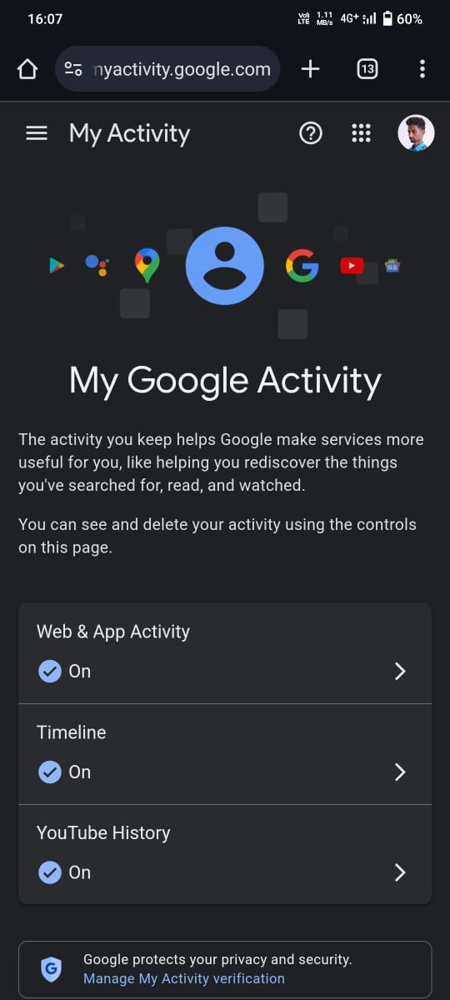 16:07
Vo) LTE 1.11 MB/s 4G+ 60%
myactivity.google.com
13
My Activity
GE
My Google Activity
The activity you keep helps Google make services more
useful for you, like helping you rediscover the things
you've searched for, read, and watched.
You can see and delete your activity using the controls
on this page.
Web & App Activity
On
Timeline
On
YouTube History
On
G
Google protects your privacy and security.
Manage My Activity verification